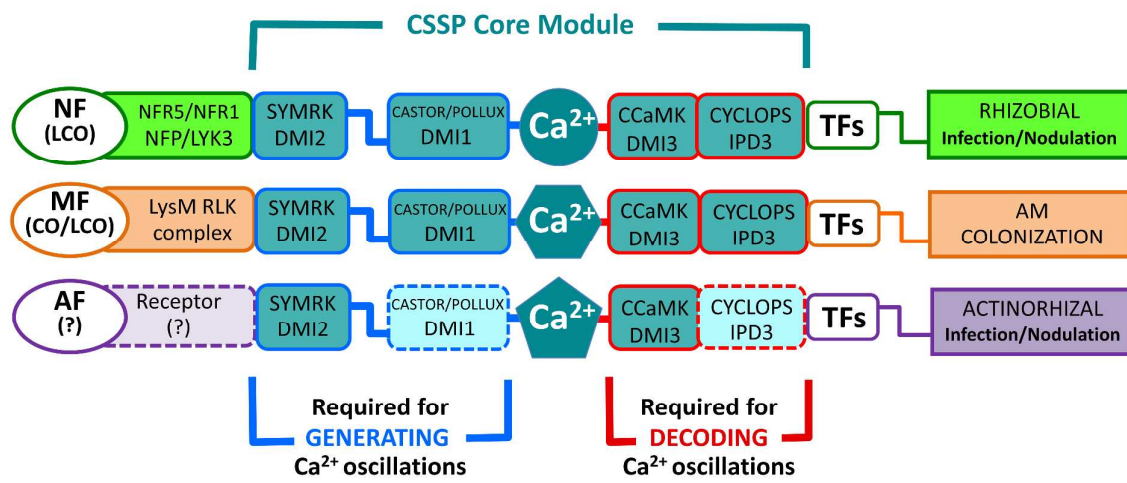 CSSP Core Module
NF
(LCO)
NFR5/NFR1
NFP/LYK3
SYMRK
DMI2
CASTOR/POLLUX
DMI1
Ca²⁺
CCaMK
DMI3
CYCLOPS
IPD3
TFs
RHIZOBIAL
Infection/Nodulation
MF
(CO/LCO)
LysM RLK
complex
SYMRK
DMI2
CASTOR/POLLUX
DMI1
Ca²⁺
CCaMK
DMI3
CYCLOPS
IPD3
TFs
AM
COLONIZATION
AF
(?)
Receptor
(?)
SYMRK
DMI2
CASTOR/POLLUX
DMI1
Ca²⁺
CCaMK
DMI3
CYCLOPS
IPD3
TFs
ACTINORHIZAL
Infection/Nodulation
Required for
GENERATING
Ca²⁺ oscillations
Required for
DECODING
Ca²⁺ oscillations